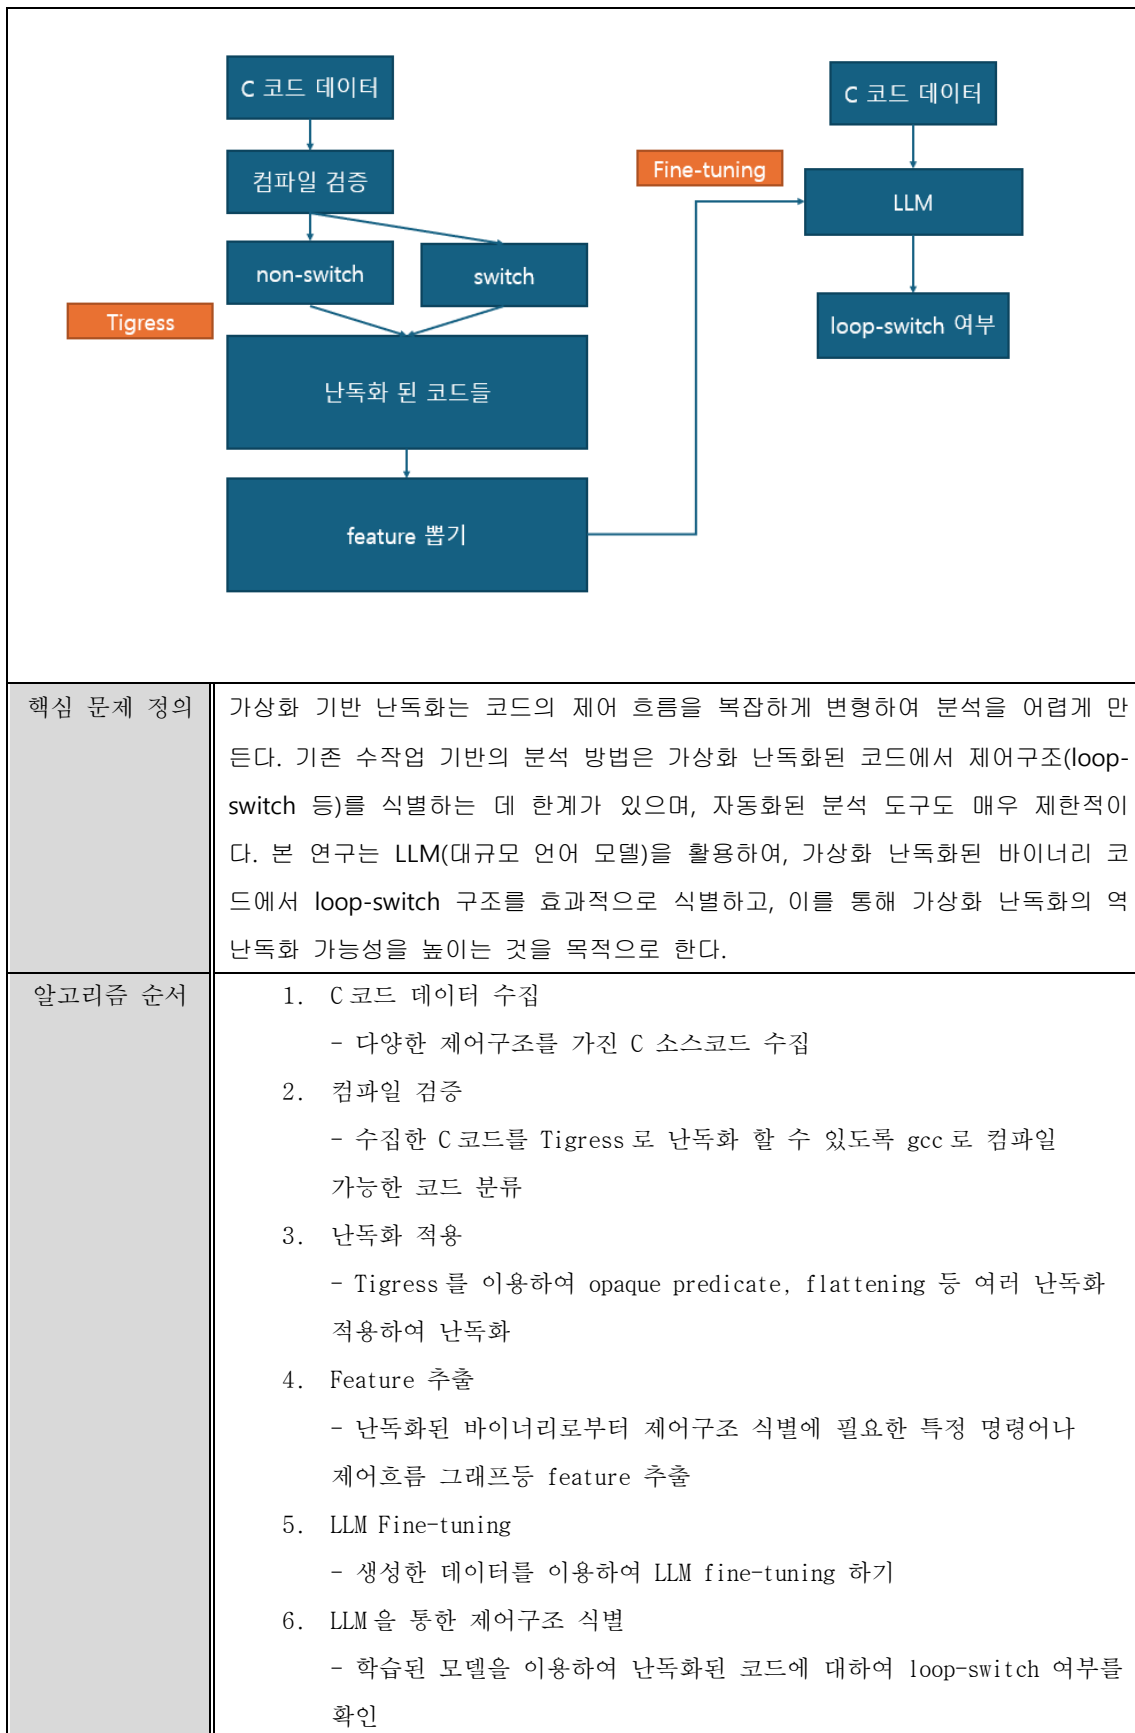 C 코드 데이터
C 코드 데이터
컴파일 검증
Fine-tuning
LLM
non-switch
switch
Tigress
loop-switch 여부
난독화 된 코드들
feature 뽑기
핵심 문제 정의
가상화 기반 난독화는 코드의 제어 흐름을 복잡하게 변형하여 분석을 어렵게 만
든다. 기존 수작업 기반의 분석 방법은 가상화 난독화된 코드에서 제어구조(loop-
switch 등)를 식별하는 데 한계가 있으며, 자동화된 분석 도구도 매우 제한적이
다. 본 연구는 LLM(대규모 언어 모델)을 활용하여, 가상화 난독화된 바이너리 코
드에서 loop-switch 구조를 효과적으로 식별하고, 이를 통해 가상화 난독화의 역
난독화 가능성을 높이는 것을 목적으로 한다.
알고리즘 순서
1. C 코드 데이터 수집
- 다양한 제어구조를 가진 C 소스코드 수집
2. 컴파일 검증
- 수집한 C 코드를 Tigress 로 난독화 할 수 있도록 gcc 로 컴파일
가능한 코드 분류
3. 난독화 적용
- Tigress 를 이용하여 opaque predicate, flattening 등 여러 난독화
적용하여 난독화
4. Feature 추출
- 난독화된 바이너리로부터 제어구조 식별에 필요한 특정 명령어나
제어흐름 그래프등 feature 추출
5. LLM Fine-tuning
- 생성한 데이터를 이용하여 LLM fine-tuning 하기
6. LLM 을 통한 제어구조 식별
- 학습된 모델을 이용하여 난독화된 코드에 대하여 loop-switch 여부를
확인